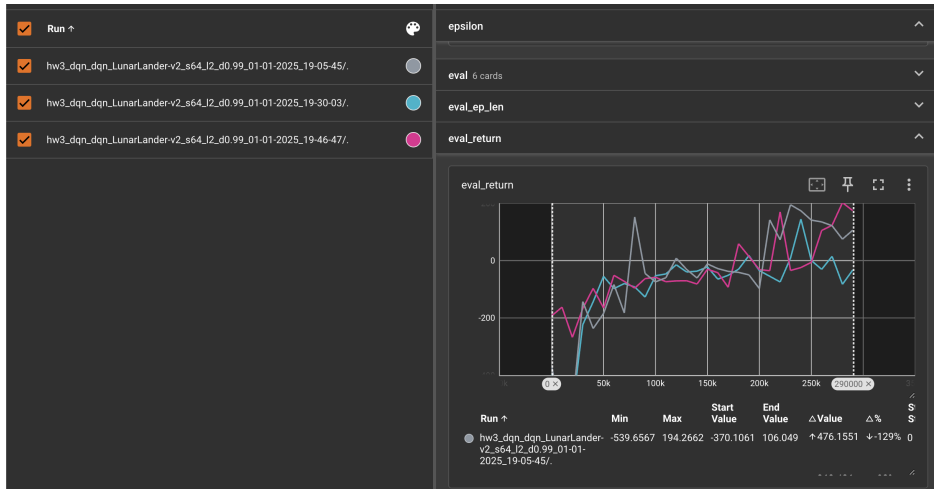 Run ↑
hw3_dqn_dqn_LunarLander-v2_s64_l2_d0.99_01-01-2025_19-05-45/.
hw3_dqn_dqn_LunarLander-v2_s64_l2_d0.99_01-01-2025_19-30-03/.
hw3_dqn_dqn_LunarLander-v2_s64_l2_d0.99_01-01-2025_19-46-47/.
epsilon
eval 6 cards
eval_ep_len
eval_return
eval_return
0
-200
0 ×
50k
100k
150k
200k
250k
290000 ×
Run ↑ Min Max Start Value End Value △Value △%
hw3_dqn_dqn_LunarLander-
v2_s64_l2_d0.99_01-01-
2025_19-05-45/.
-539.6567 194.2662 -370.1061 106.049 ↑476.1551 ↓-129% 0